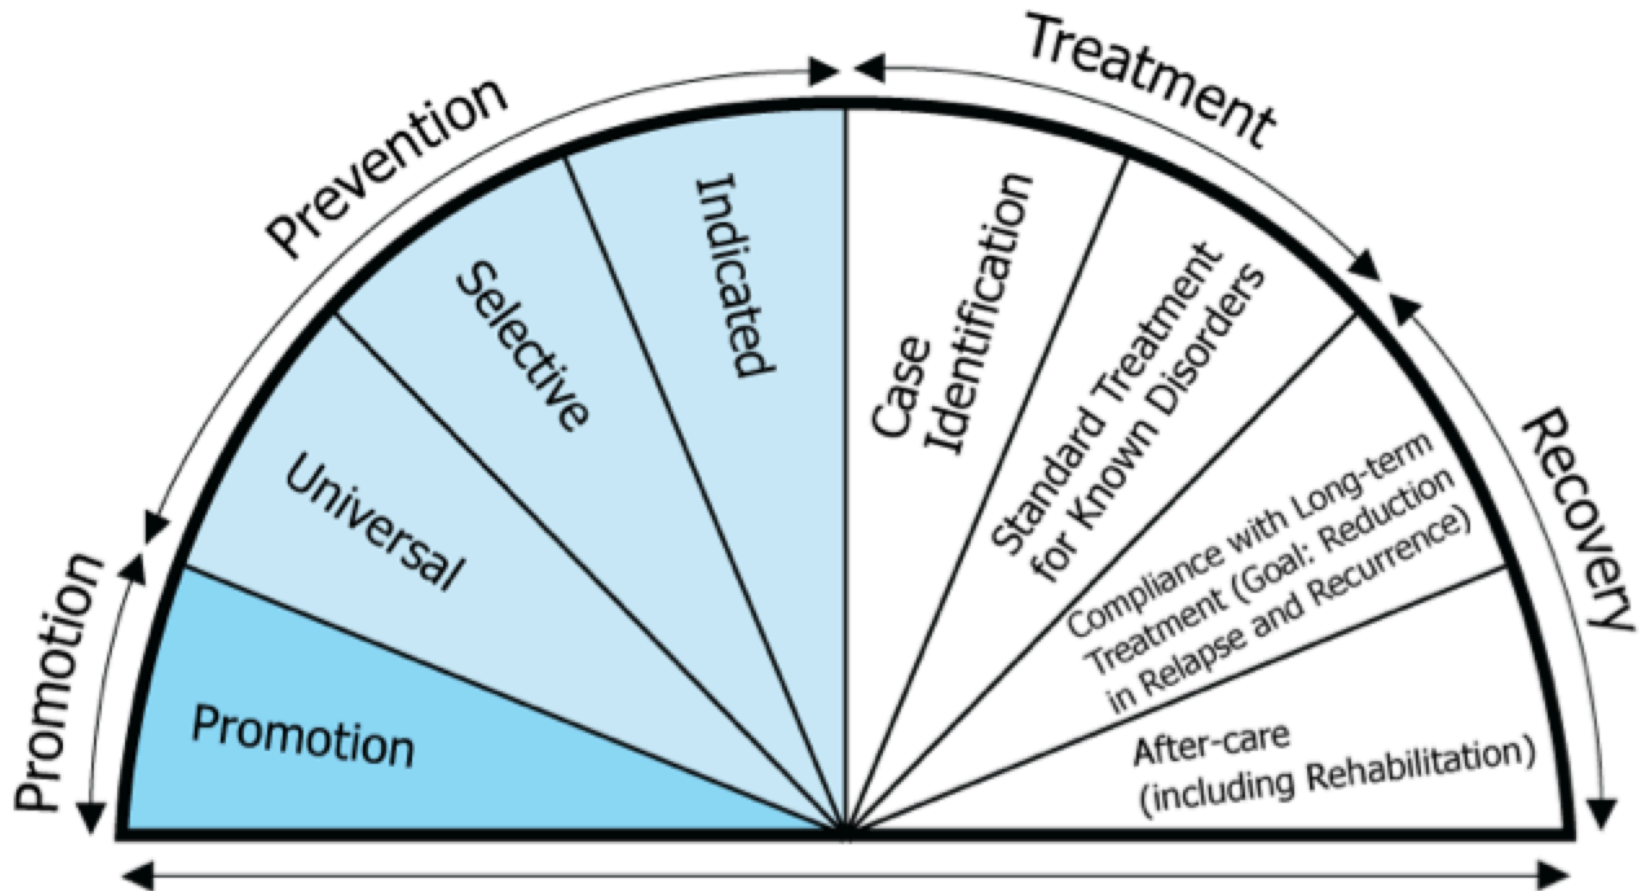 Promotion
Prevention
Treatment
Recovery
Promotion
Universal
Selective
Indicated
Case
Identification
Standard Treatment
for Known Disorders
Compliance with Long-term
Treatment (Goal: Reduction
in Relapse and Recurrence)
After-care
(including Rehabilitation)